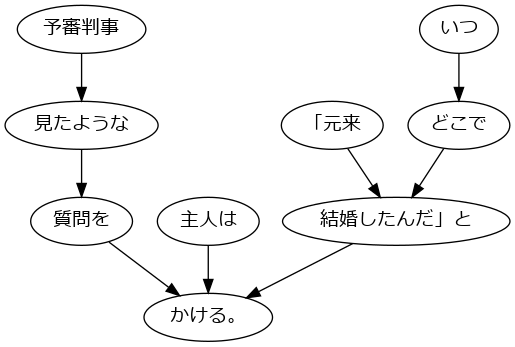 予審判事
いつ
見たような
「元来
どこで
質問を
主人は
結婚したんだ」と
かける。